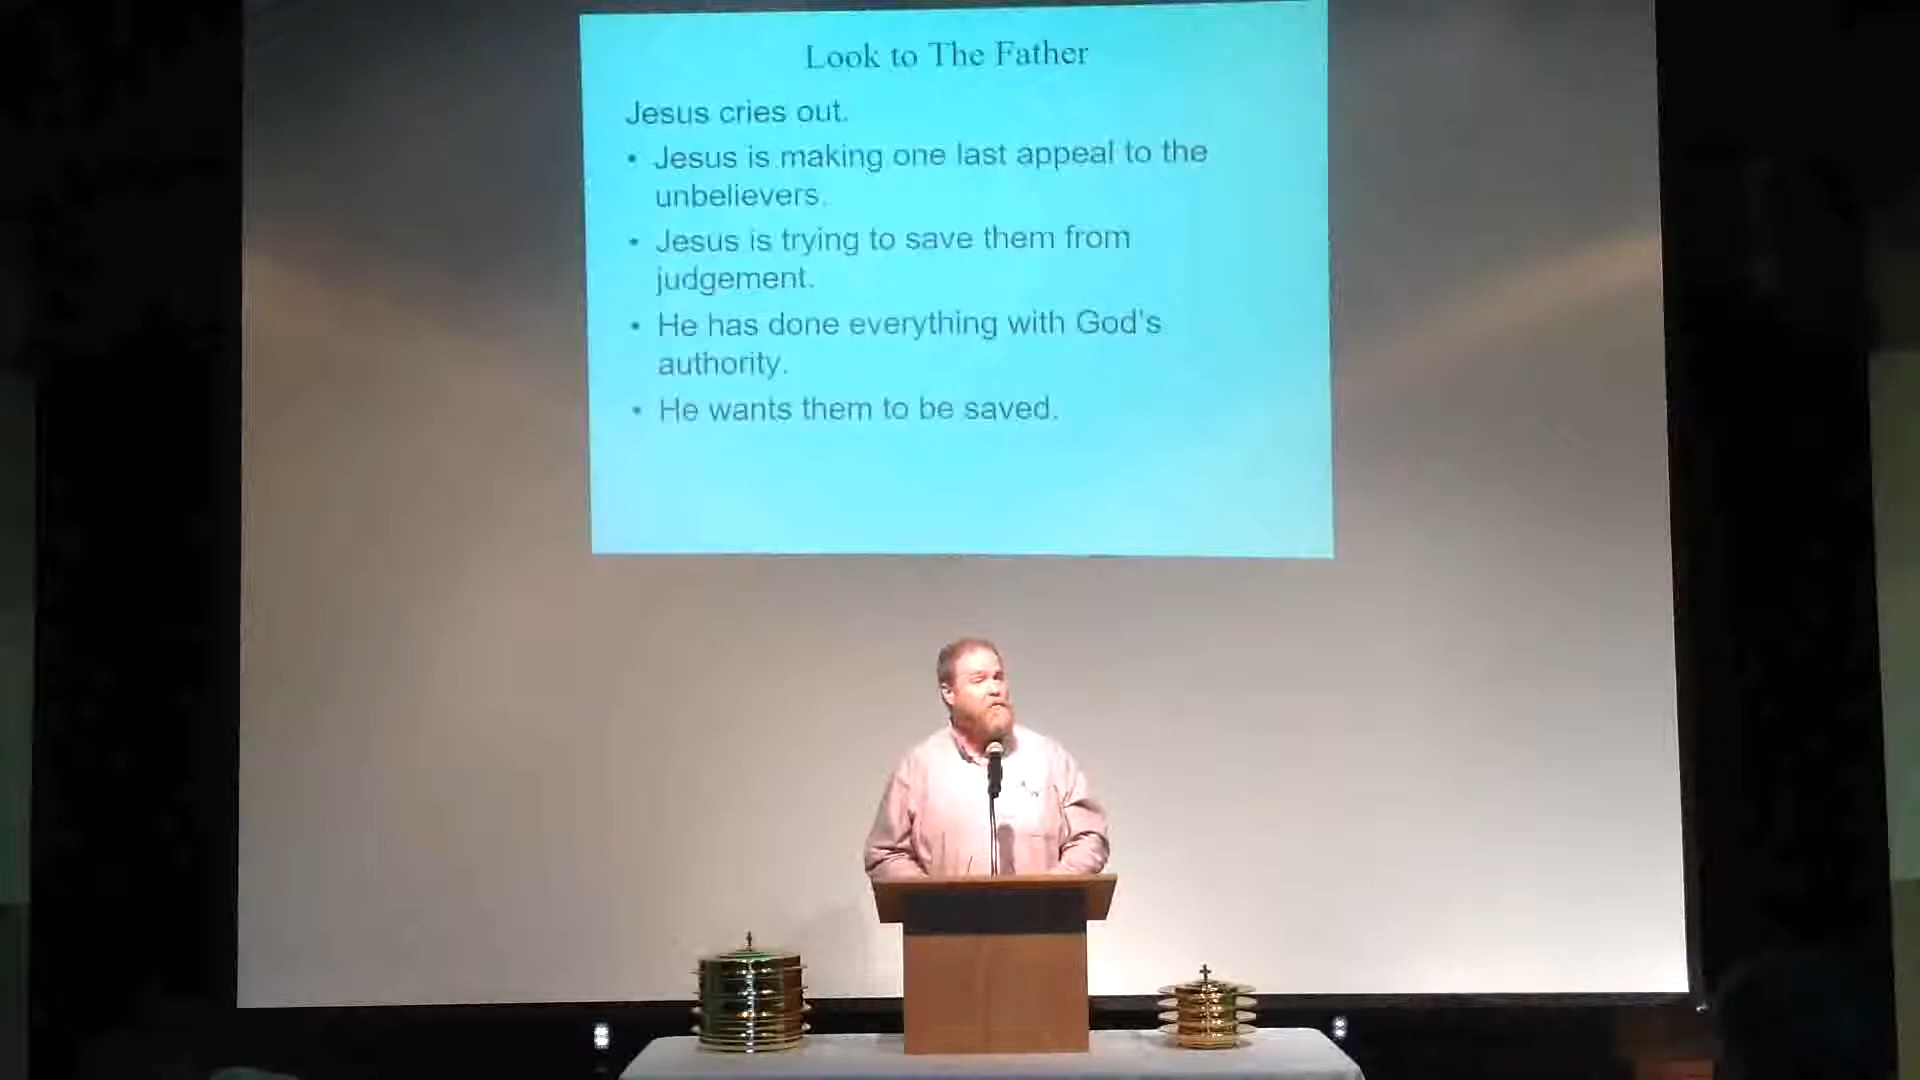 Look to The Father
Jesus cries out.
• Jesus is making one last appeal to the
unbelievers.
• Jesus is trying to save them from
judgement.
• He has done everything with God's
authority.
• He wants them to be saved.